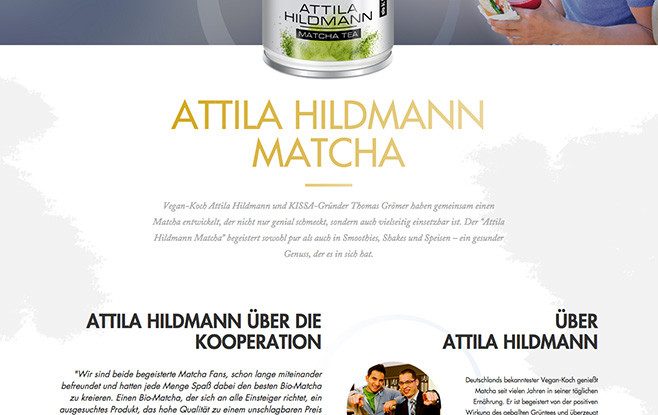 ATTILA
HILDMANN
MATCHA TEA
ATTILA HILDMANN
MATCHA
Vegan-Koch Attila Hildmann und KISSA-Gründer Thomas Grömer haben gemeinsam einen
Matcha entwickelt, der nicht nur genial schmeckt, sondern auch vielseitig einsetzbar ist. Der "Attila
Hildmann Matcha" begeistert sowohl pur als auch in Smoothies, Shakes und Speisen – ein gesunder
Genuss, der es in sich hat.
ATTILA HILDMANN ÜBER DIE
KOOPERATION
"Wir sind beide begeisterte Matcha Fans, schon lange miteinander
befreundet und hatten jede Menge Spaß dabei den besten Bio-Matcha
zu kreieren. Einen Bio-Matcha, der sich an alle Einsteiger richtet, ein
ausgesuchtes Produkt, das hohe Qualität zu einem unschlagbaren Preis
ÜBER
ATTILA HILDMANN
Deutschlands bekanntester Vegan-Koch genießt
Matcha seit vielen Jahren in seiner täglichen
Ernährung. Er ist begeistert von der positiven
Wirkung des geballten Grüntees und überzeugt